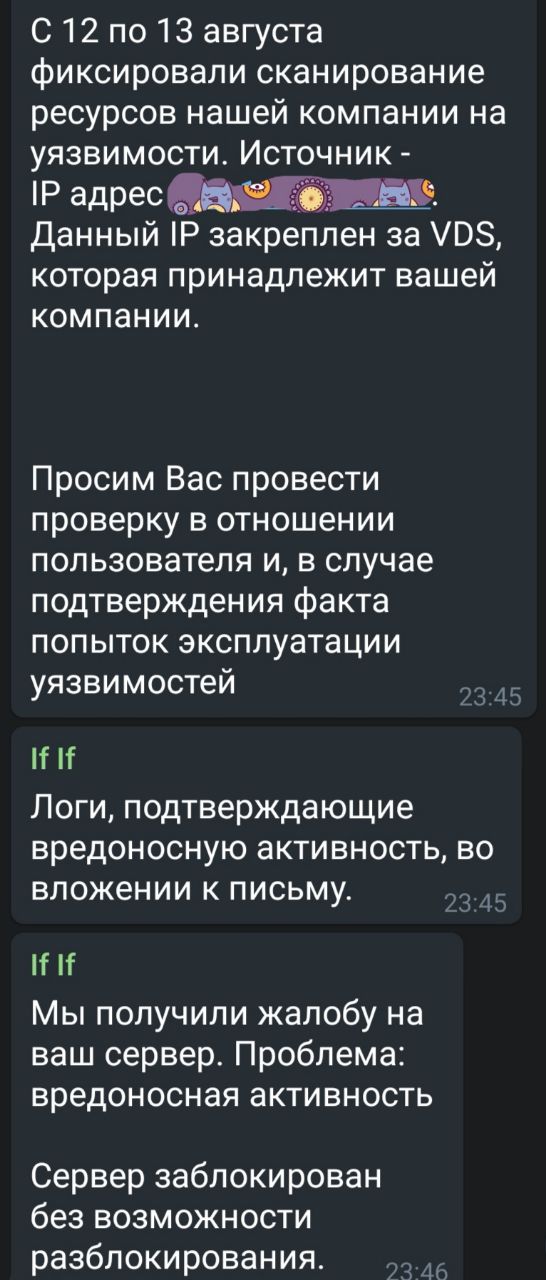 С 12 по 13 августа
фиксировали сканирование
ресурсов нашей компании на
уязвимости. Источник -
IP адрес .
Данный IP закреплен за VDS,
которая принадлежит вашей
компании.
Просим Вас провести
проверку в отношении
пользователя и, в случае
подтверждения факта
попыток эксплуатации
уязвимостей
23:45
If If
Логи, подтверждающие
вредоносную активность, во
вложении к письму.
23:45
If If
Мы получили жалобу на
ваш сервер. Проблема:
вредоносная активность
Сервер заблокирован
без возможности
разблокирования.
23:46